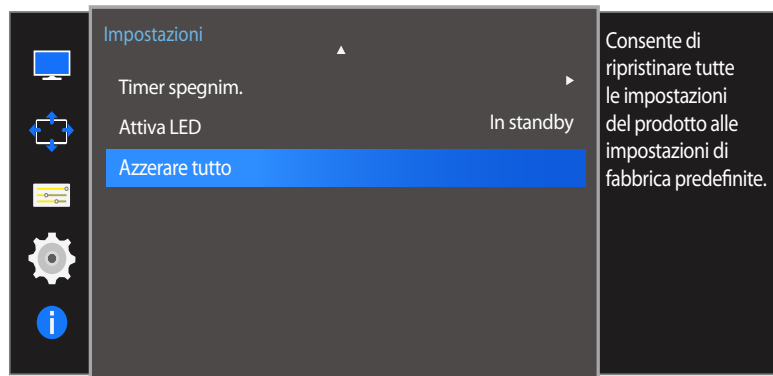 Impostazioni
Timer spegnim.
Attiva LED In standby
Azzerare tutto
Consente di
ripristinare tutte
le impostazioni
del prodotto alle
impostazioni di
fabbrica predefinite.
i